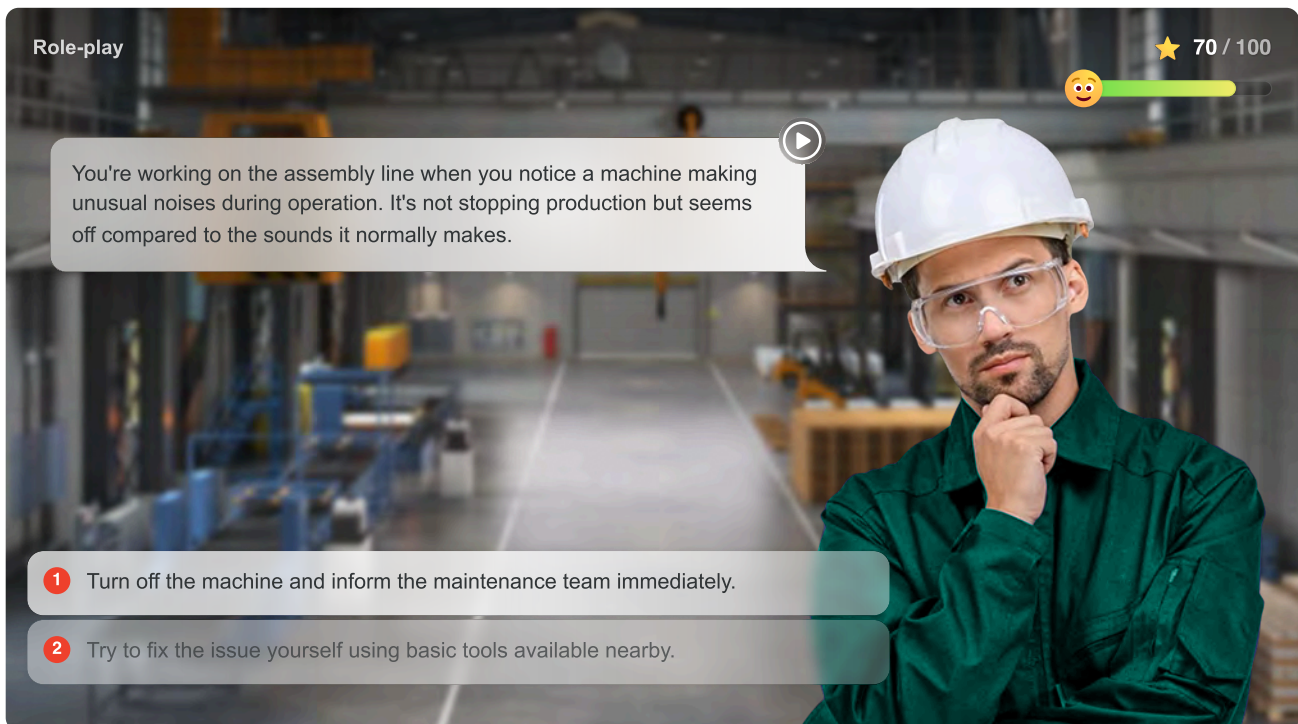 Role-play
70 / 100
You're working on the assembly line when you notice a machine making
unusual noises during operation. It's not stopping production but seems
off compared to the sounds it normally makes.
1 Turn off the machine and inform the maintenance team immediately.
2 Try to fix the issue yourself using basic tools available nearby.